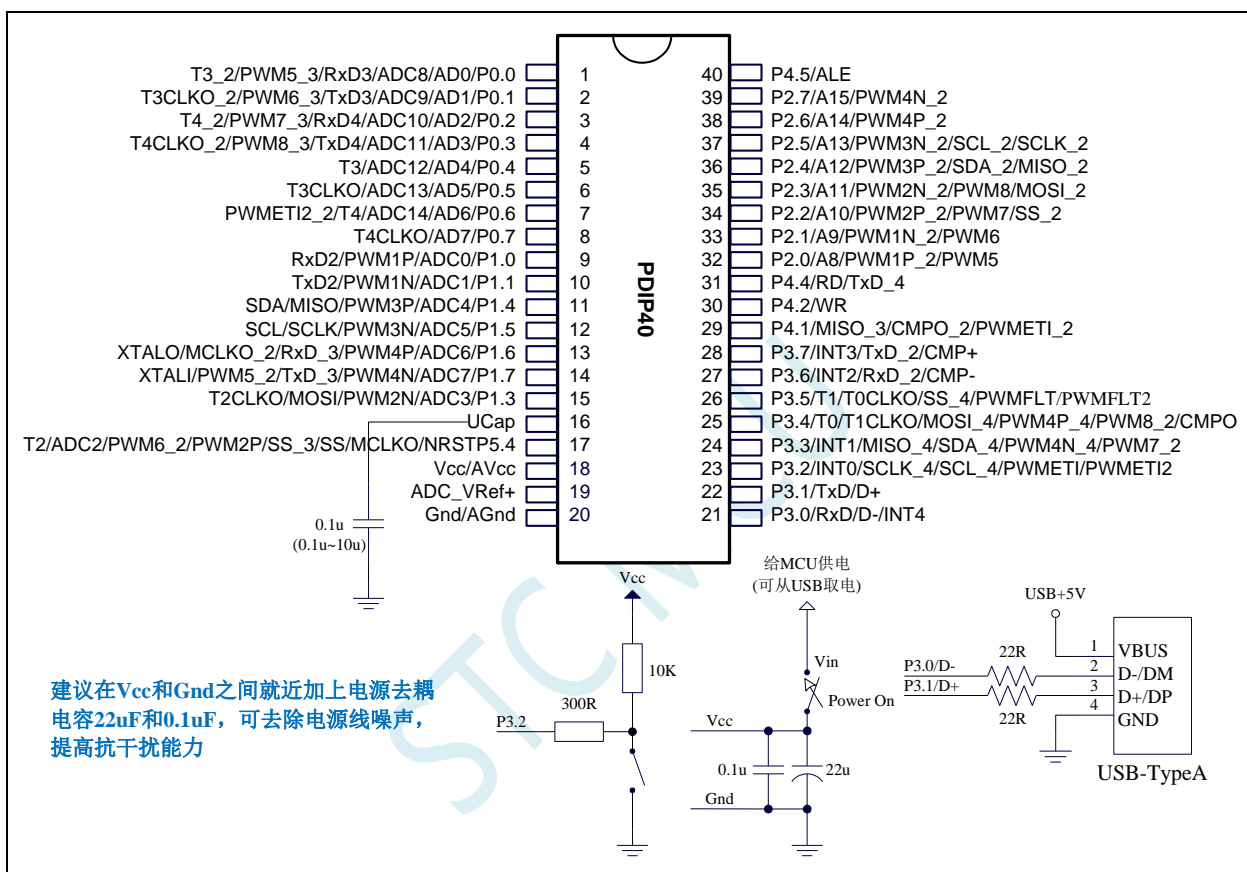 T3_2/PWM5_3/RxD3/ADC8/AD0/P0.0 1
T3CLKO_2/PWM6_3/TxD3/ADC9/AD1/P0.1 2
T4_2/PWM7_3/RxD4/ADC10/AD2/P0.2 3
T4CLKO_2/PWM8_3/TxD4/ADC11/AD3/P0.3 4
T3/ADC12/AD4/P0.4 5
T3CLKO/ADC13/AD5/P0.5 6
PWMETI2_2/T4/ADC14/AD6/P0.6 7
T4CLKO/AD7/P0.7 8
RxD2/PWM1P/ADC0/P1.0 9
TxD2/PWM1N/ADC1/P1.1 10
SDA/MISO/PWM3P/ADC4/P1.4 11
SCL/SCLK/PWM3N/ADC5/P1.5 12
XTALO/MCLKO_2/RxD_3/PWM4P/ADC6/P1.6 13
XTALI/PWM5_2/TxD_3/PWM4N/ADC7/P1.7 14
T2CLKO/MOSI/PWM2N/ADC3/P1.3 15
UCap 16
T2/ADC2/PWM6_2/PWM2P/SS_3/SS/MCLKO/NRSTP5.4 17
Vcc/AVcc 18
ADC_VRef+ 19
Gnd/AGnd 20
PDIP40
40 P4.5/ALE
39 P2.7/A15/PWM4N_2
38 P2.6/A14/PWM4P_2
37 P2.5/A13/PWM3N_2/SCL_2/SCLK_2
36 P2.4/A12/PWM3P_2/SDA_2/MISO_2
35 P2.3/A11/PWM2N_2/PWM8/MOSI_2
34 P2.2/A10/PWM2P_2/PWM7/SS_2
33 P2.1/A9/PWM1N_2/PWM6
32 P2.0/A8/PWM1P_2/PWM5
31 P4.4/RD/TxD_4
30 P4.2/WR
29 P4.1/MISO_3/CMPO_2/PWMETI_2
28 P3.7/INT3/TxD_2/CMP+
27 P3.6/INT2/RxD_2/CMP-
26 P3.5/T1/T0CLKO/SS_4/PWMFLT/PWMFLT2
25 P3.4/T0/T1CLKO/MOSI_4/PWM4P_4/PWM8_2/CMPO
24 P3.3/INT1/MISO_4/SDA_4/PWM4N_4/PWM7_2
23 P3.2/INT0/SCLK_4/SCL_4/PWMETI/PWMETI2
22 P3.1/TxD/D+
21 P3.0/RxD/D-/INT4
0.1u
(0.1u~10u)
建议在Vcc和Gnd之间就近加上电源去耦
电容22uF和0.1uF，可去除电源线噪声，
提高抗干扰能力
Vcc
10K
300R
P3.2
给MCU供电
(可从USB取电)
Vin
Power On
Vcc
0.1u
22u
Gnd
USB+5V
P3.0/D-
P3.1/D+
22R
22R
1 VBUS
2 D-/DM
3 D+/DP
4 GND
USB-TypeA
STC MCU